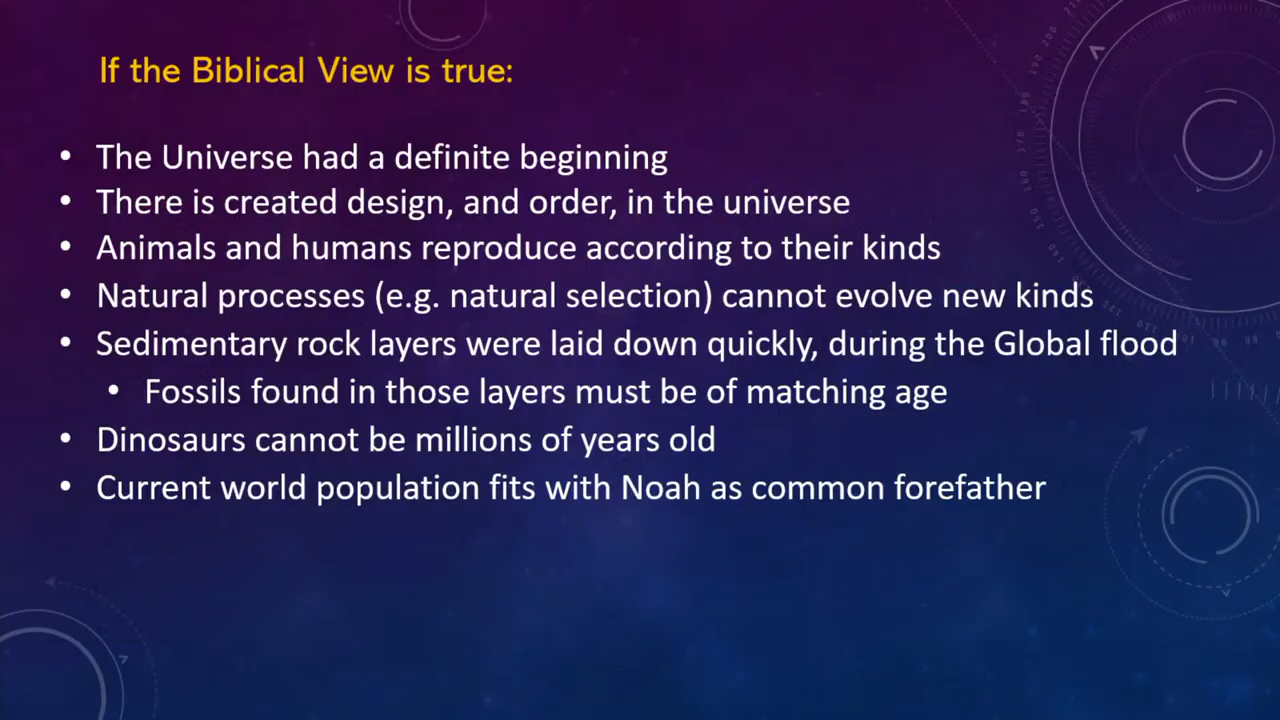 If the Biblical View is true:
• The Universe had a definite beginning
• There is created design, and order, in the universe
• Animals and humans reproduce according to their kinds
• Natural processes (e.g. natural selection) cannot evolve new kinds
• Sedimentary rock layers were laid down quickly, during the Global flood
• Fossils found in those layers must be of matching age
• Dinosaurs cannot be millions of years old
• Current world population fits with Noah as common forefather